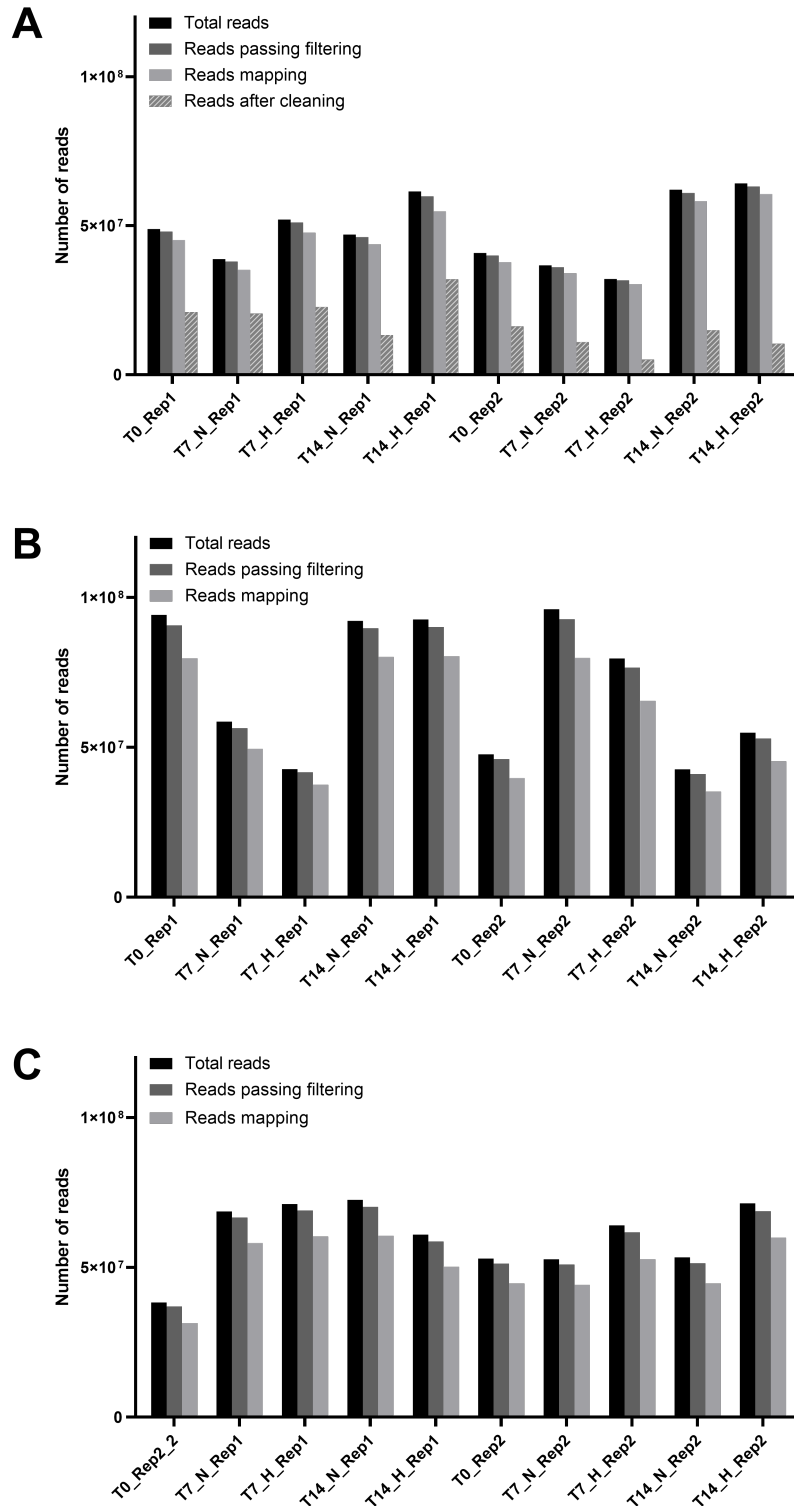 A
Total reads
Reads passing filtering
Reads mapping
Reads after cleaning
Number of reads
1×10⁸
5×10⁷
0
T0_Rep1
T7_N_Rep1
T7_H_Rep1
T14_N_Rep1
T14_H_Rep1
T0_Rep2
T7_N_Rep2
T7_H_Rep2
T14_N_Rep2
T14_H_Rep2
B
Total reads
Reads passing filtering
Reads mapping
Number of reads
1×10⁸
5×10⁷
0
T0_Rep1
T7_N_Rep1
T7_H_Rep1
T14_N_Rep1
T14_H_Rep1
T0_Rep2
T7_N_Rep2
T7_H_Rep2
T14_N_Rep2
T14_H_Rep2
C
Total reads
Reads passing filtering
Reads mapping
Number of reads
1×10⁸
5×10⁷
0
T0_Rep2_2
T7_N_Rep1
T7_H_Rep1
T14_N_Rep1
T14_H_Rep1
T0_Rep2
T7_N_Rep2
T7_H_Rep2
T14_N_Rep2
T14_H_Rep2